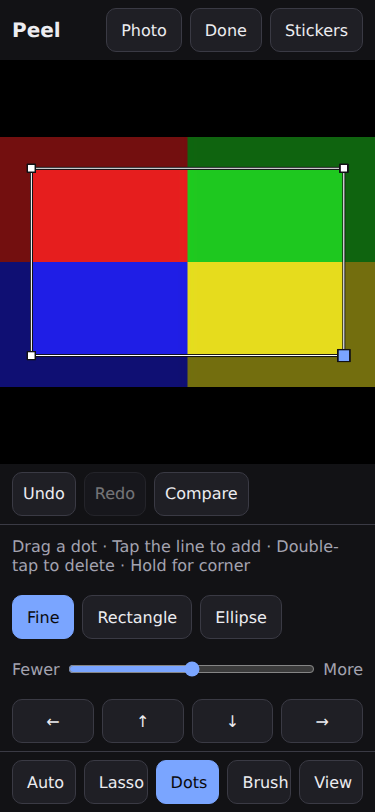 Peel
Photo
Done
Stickers
Undo
Redo
Compare
Drag a dot · Tap the line to add · Double-
tap to delete · Hold for corner
Fine
Rectangle
Ellipse
Fewer
More
←
↑
↓
→
Auto
Lasso
Dots
Brush
View